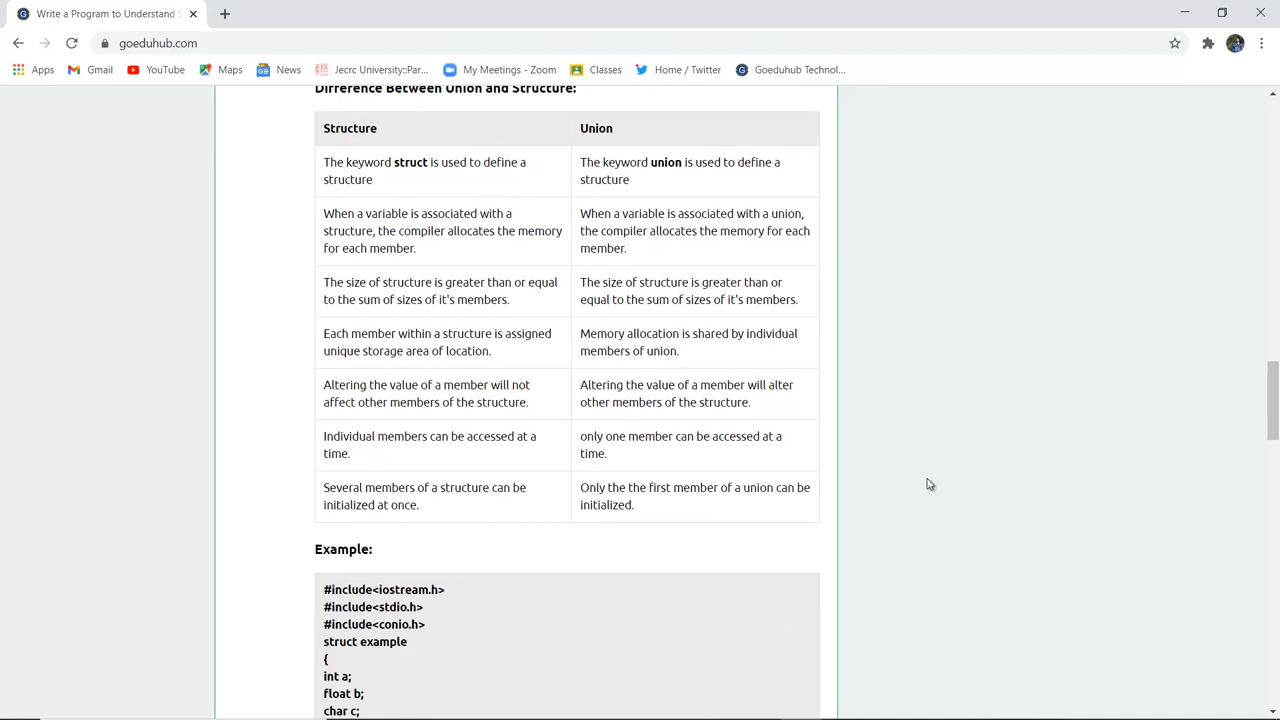 Write a Program to Understand S
goeduhub.com
Apps Gmail YouTube Maps News Jecrc University::Par... My Meetings - Zoom Classes Home / Twitter Goeduhub Technol...
Difference Between Union and Structure:
Structure Union
The keyword struct is used to define a
structure
The keyword union is used to define a
structure
When a variable is associated with a
structure, the compiler allocates the memory
for each member.
When a variable is associated with a union,
the compiler allocates the memory for each
member.
The size of structure is greater than or equal
to the sum of sizes of it's members.
The size of structure is greater than or
equal to the sum of sizes of it's members.
Each member within a structure is assigned
unique storage area of location.
Memory allocation is shared by individual
members of union.
Altering the value of a member will not
affect other members of the structure.
Altering the value of a member will alter
other members of the structure.
Individual members can be accessed at a
time.
only one member can be accessed at a
time.
Several members of a structure can be
initialized at once.
Only the the first member of a union can be
initialized.
Example:
#include<iostream.h>
#include<stdio.h>
#include<conio.h>
struct example
{
int a;
float b;
char c;